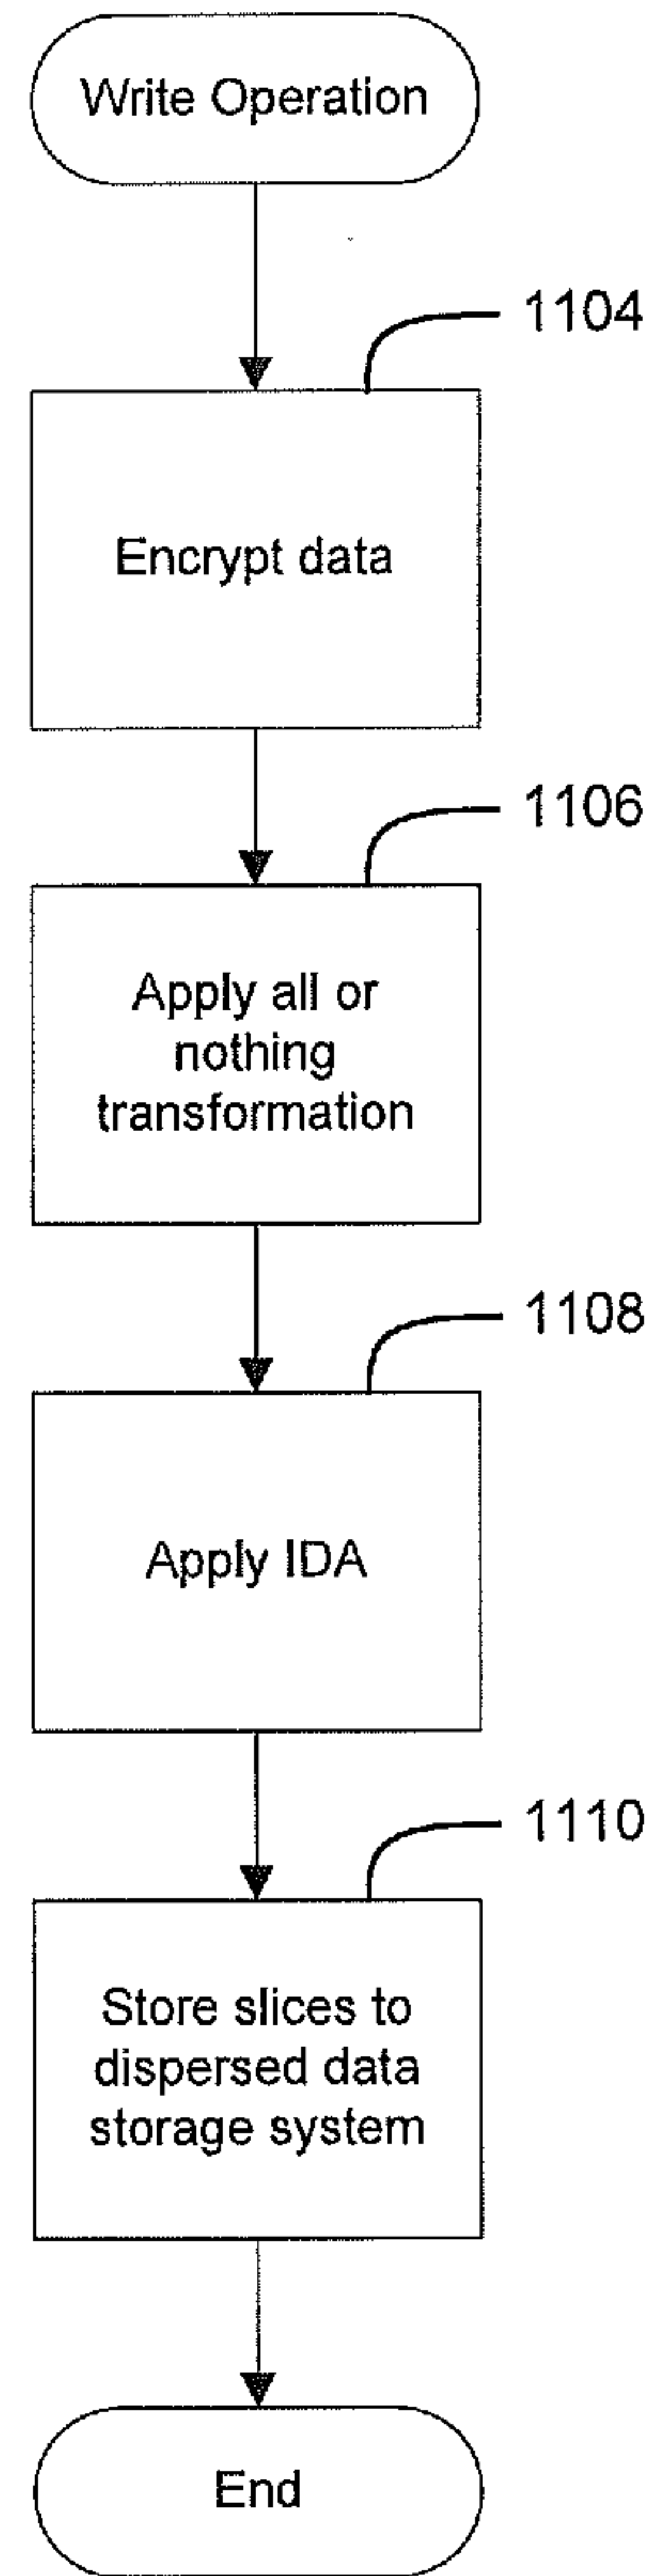 Write Operation
1104
Encrypt data
1106
Apply all or
nothing
transformation
1108
Apply IDA
1110
Store slices to
dispersed data
storage system
End